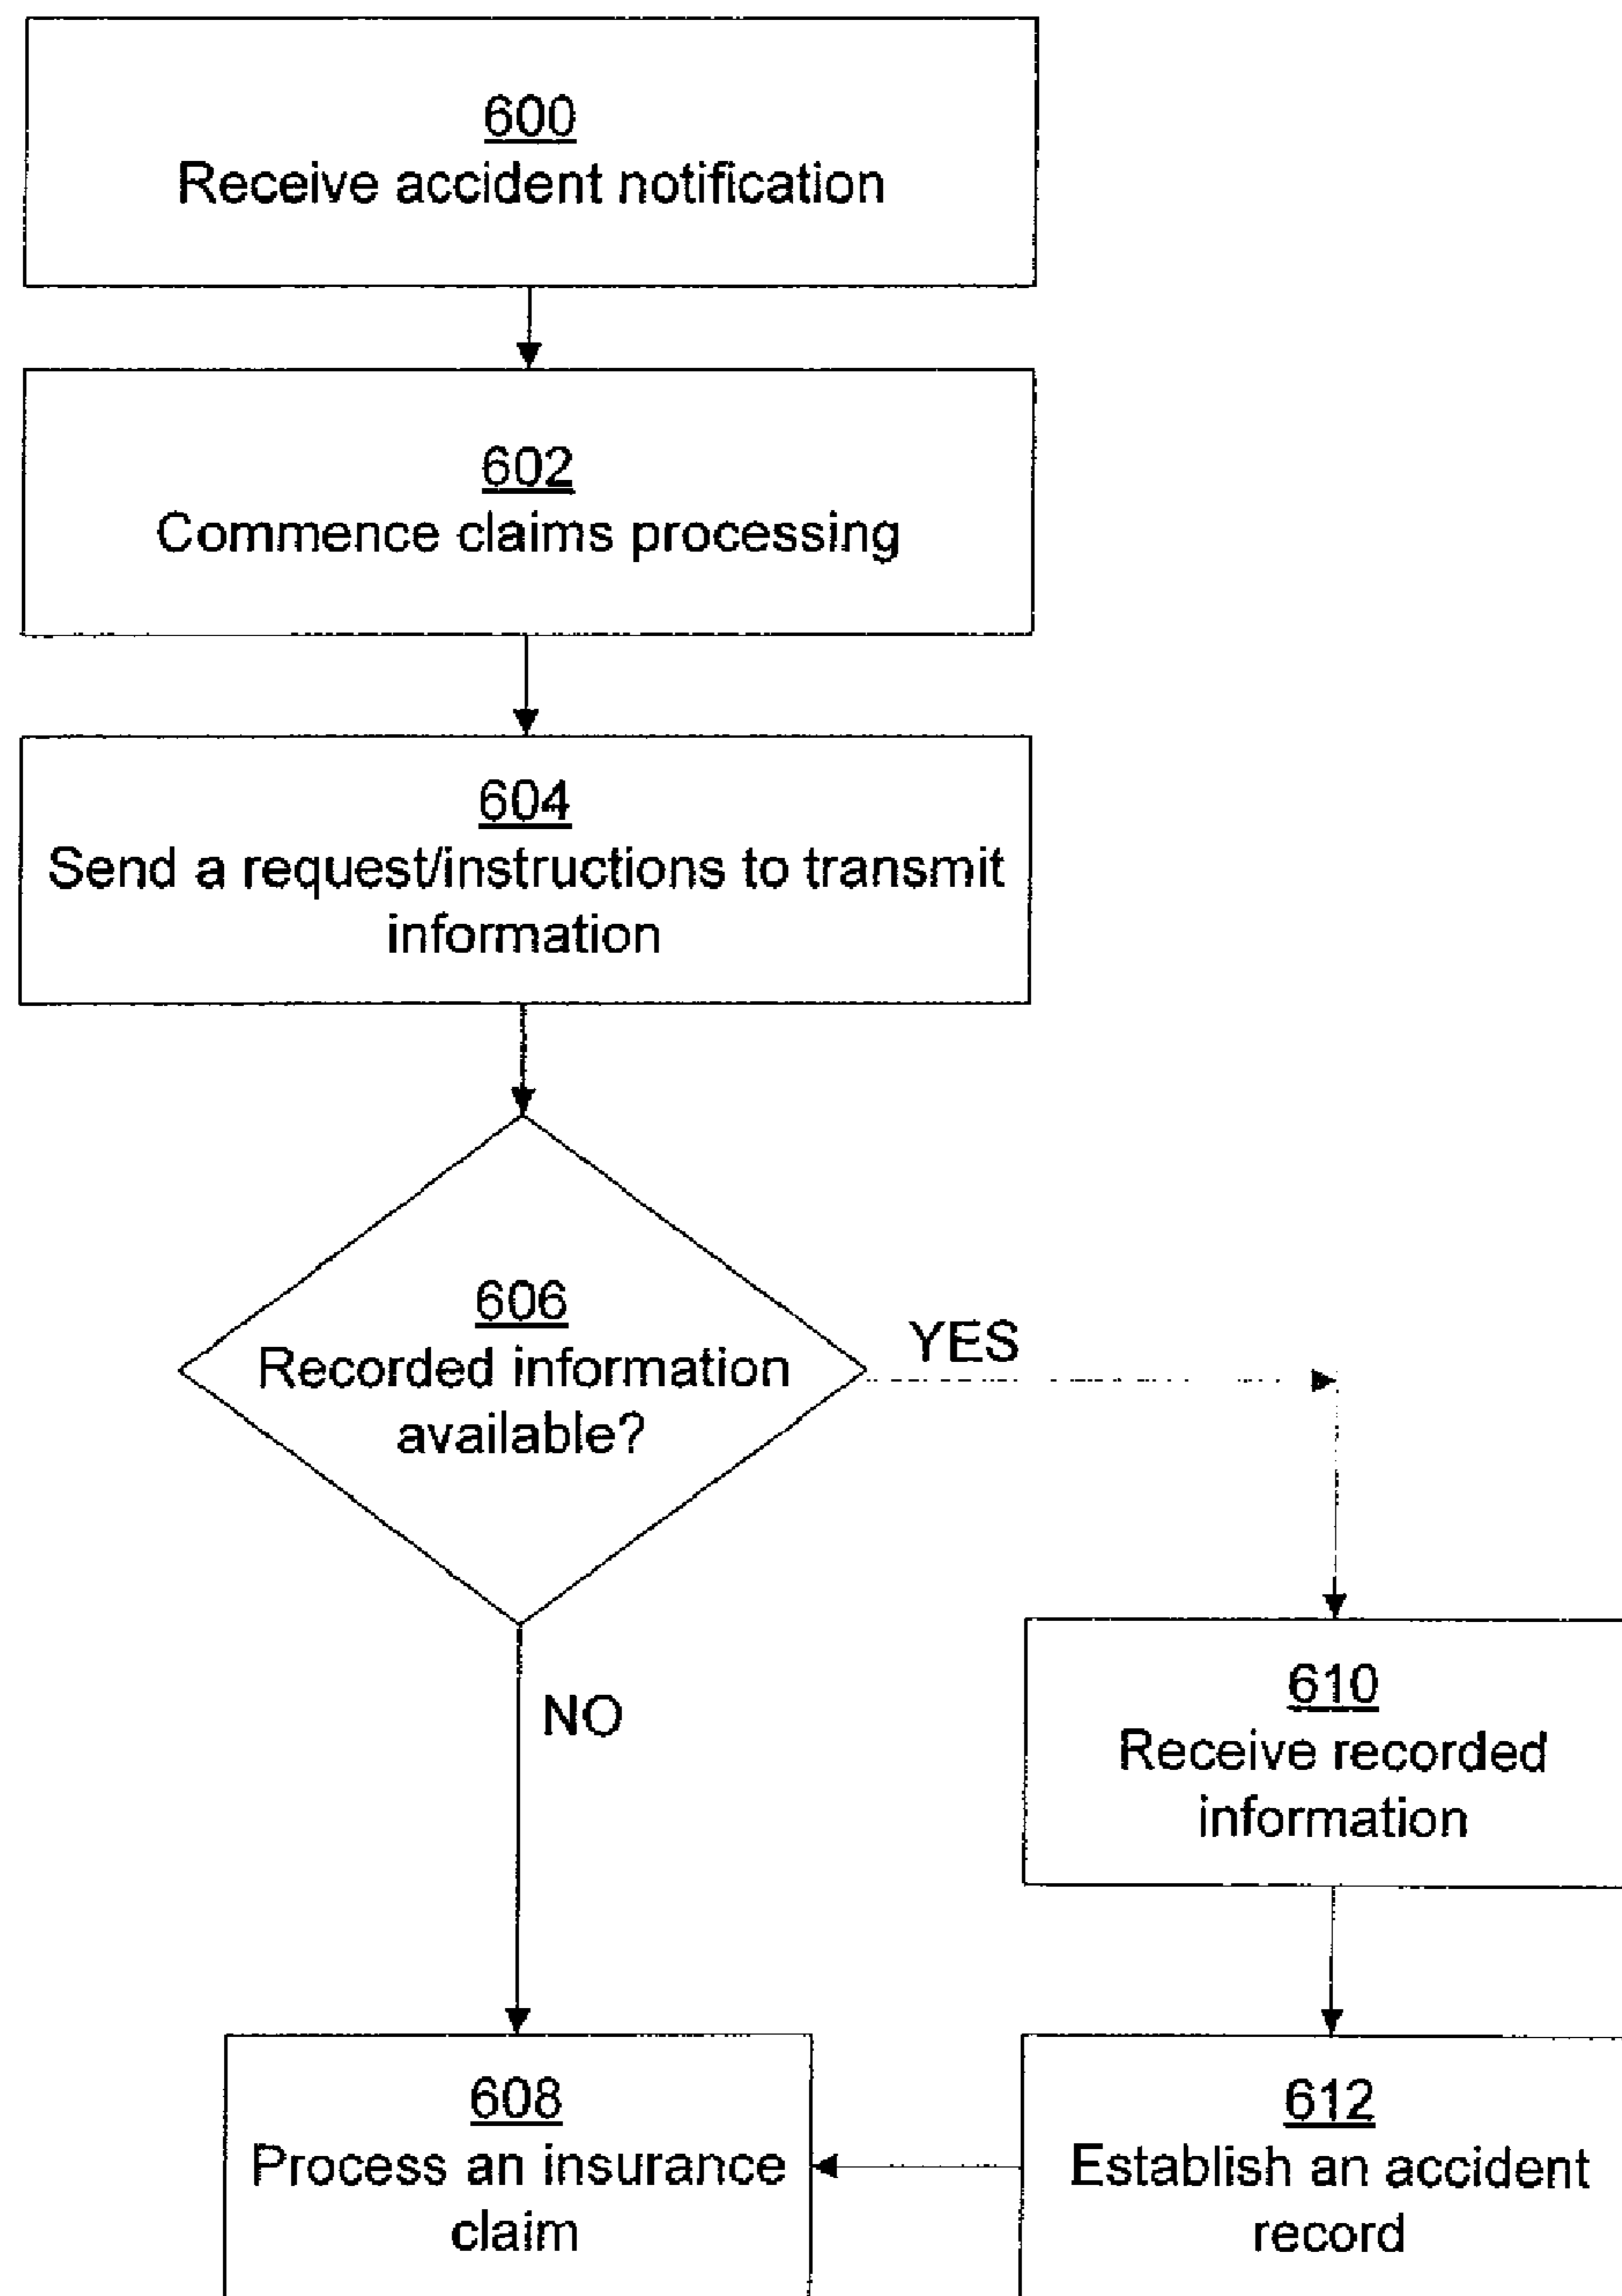 600
Receive accident notification
602
Commence claims processing
604
Send a request/instructions to transmit
information
606
Recorded information
available?
YES
NO
610
Receive recorded
information
608
Process an insurance
claim
612
Establish an accident
record